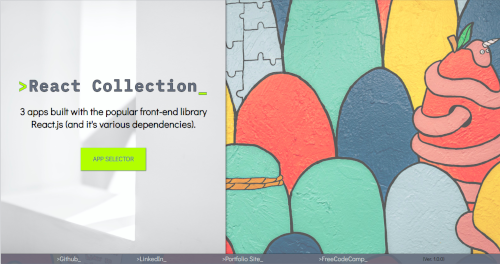 >React Collection_
3 apps built with the popular front-end library
React.js (and it's various dependencies).
APP SELECTOR
>Github_
>LinkedIn_
>Portfolio Site_
>FreeCodeCamp_